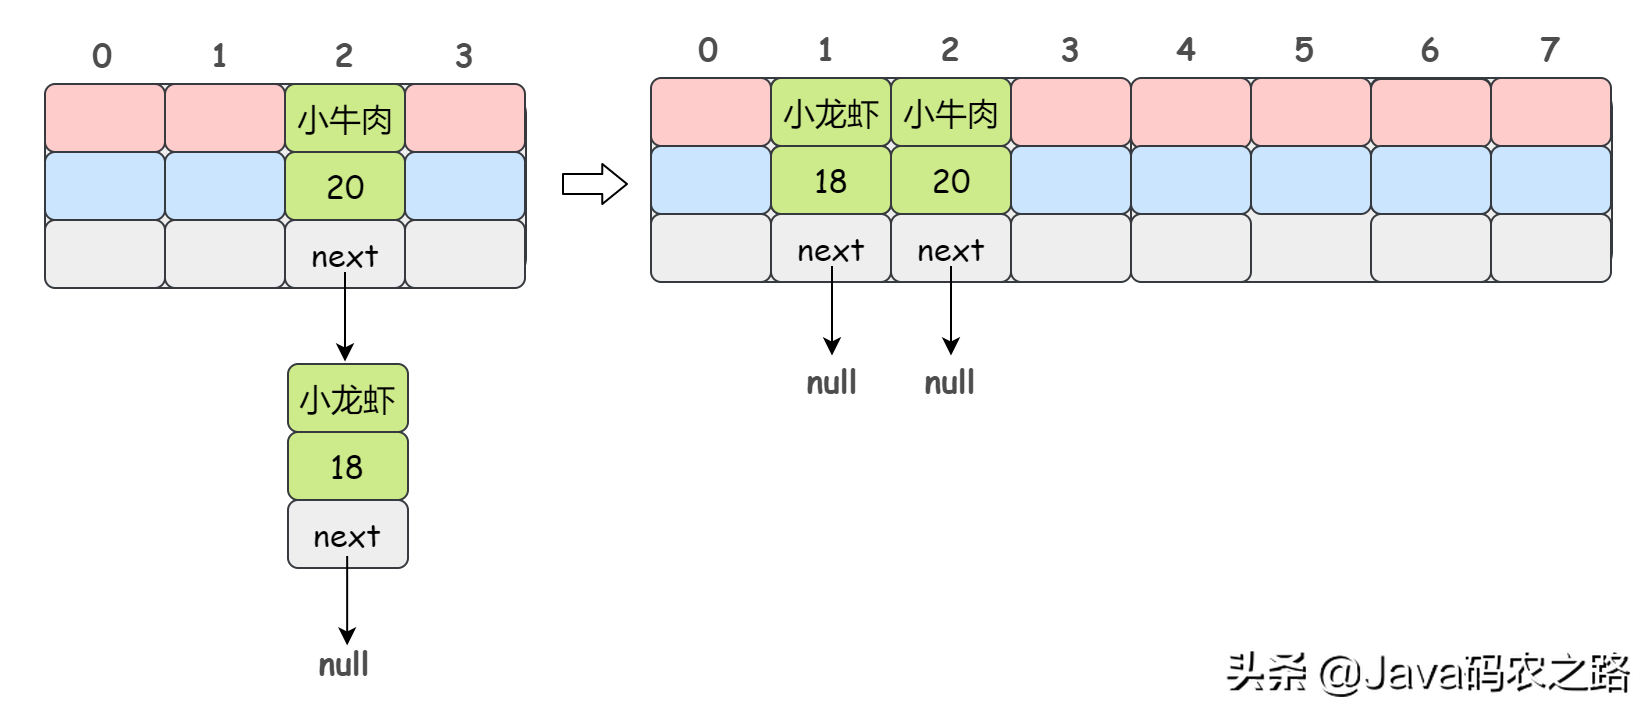 0 1 2 3
小牛肉
20
next
小龙虾
18
next
null
0 1 2 3 4 5 6 7
小龙虾 小牛肉
18 20
next next
null null
头条 @Java码农之路